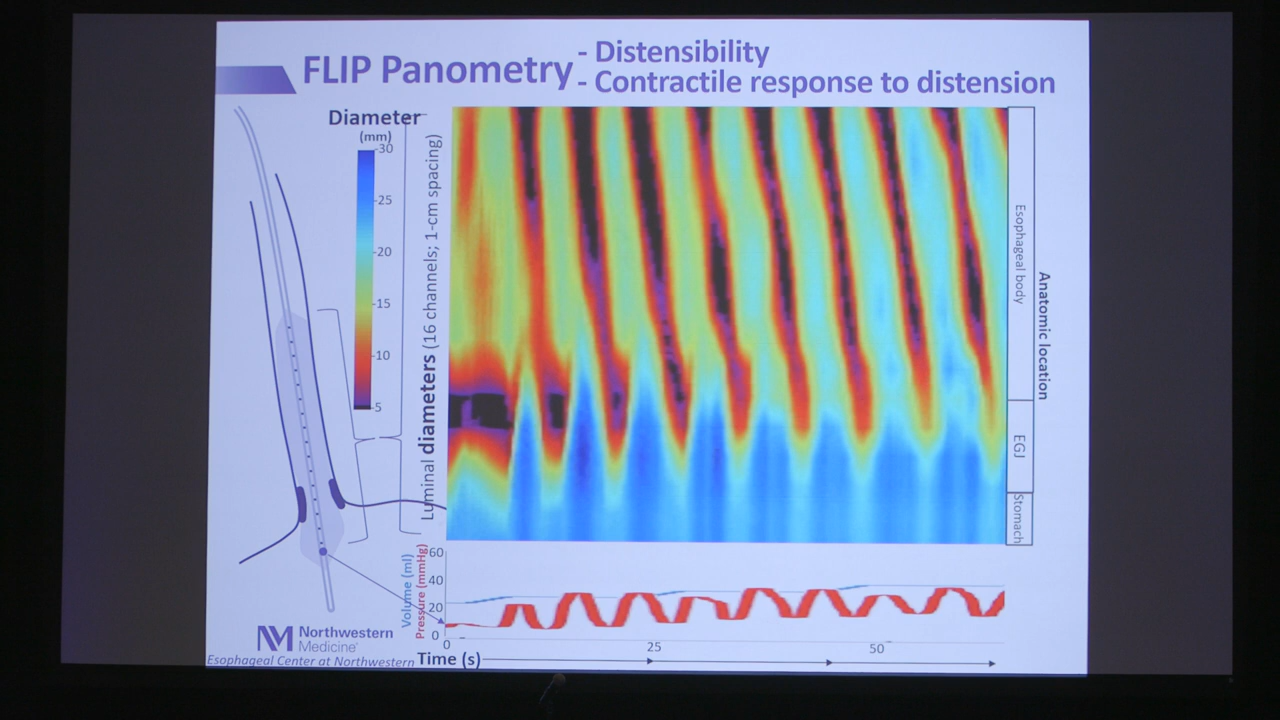 FLIP Panometry
- Distensibility
- Contractile response to distension
Diameter
(mm)
30
25
20
15
10
5
Luminal diameters (16 channels; 1-cm spacing)
Esophageal body
EGJ
Stomach
Anatomic location
Volume (ml)
Pressure (mmHg)
60
40
20
0
0
25
50
Time (s)
NM Northwestern
Medicine
Esophageal Center at Northwestern